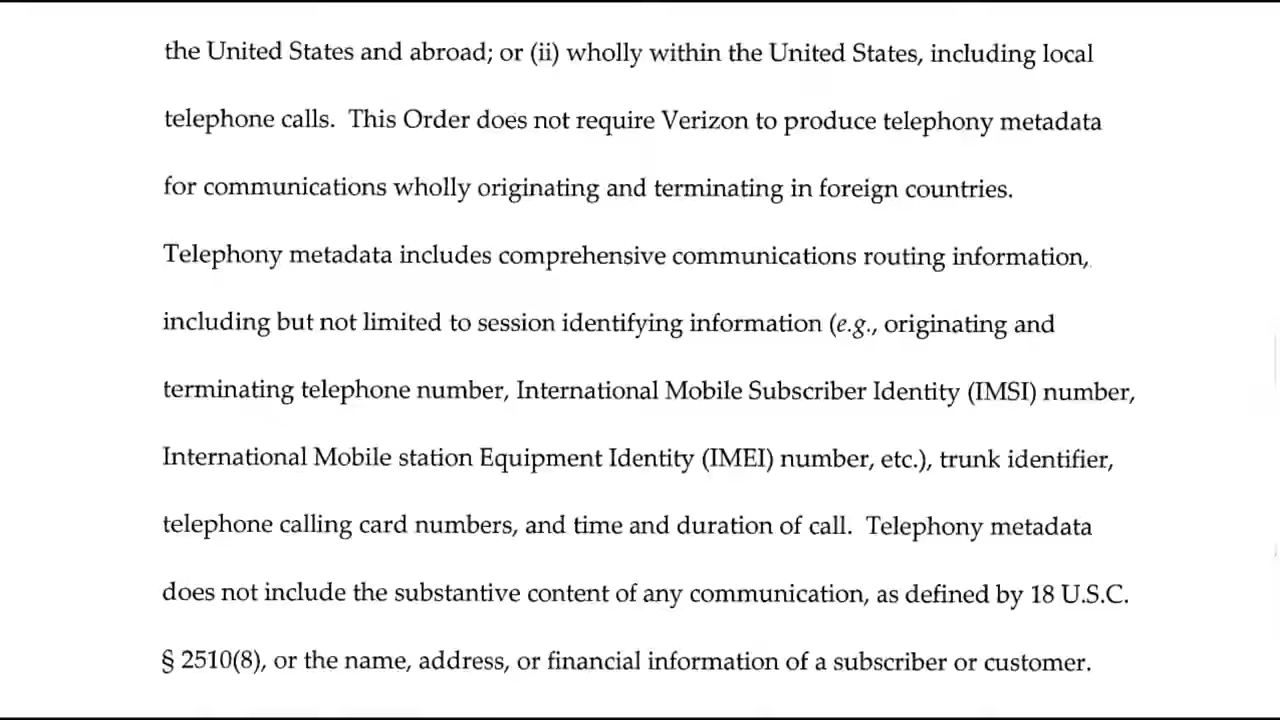 the United States and abroad; or (ii) wholly within the United States, including local
telephone calls.  This Order does not require Verizon to produce telephony metadata
for communications wholly originating and terminating in foreign countries.
Telephony metadata includes comprehensive communications routing information,
including but not limited to session identifying information (e.g., originating and
terminating telephone number, International Mobile Subscriber Identity (IMSI) number,
International Mobile station Equipment Identity (IMEI) number, etc.), trunk identifier,
telephone calling card numbers, and time and duration of call.  Telephony metadata
does not include the substantive content of any communication, as defined by 18 U.S.C.
§ 2510(8), or the name, address, or financial information of a subscriber or customer.